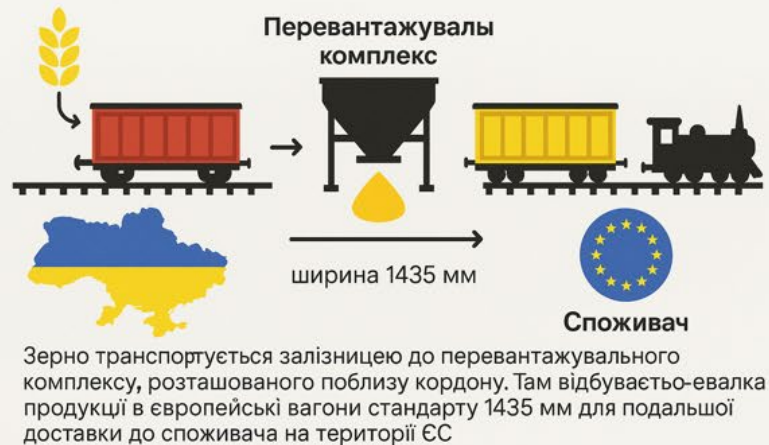 Перевантажувалы
комплекс
ширина 1435 мм
Споживач
Зерно транспортується залізницею до перевантажувального
комплексу, розташованого поблизу кордону. Там відбуваєтьо-евалка
продукції в європейські вагони стандарту 1435 мм для подальшої
доставки до споживача на території ЄС